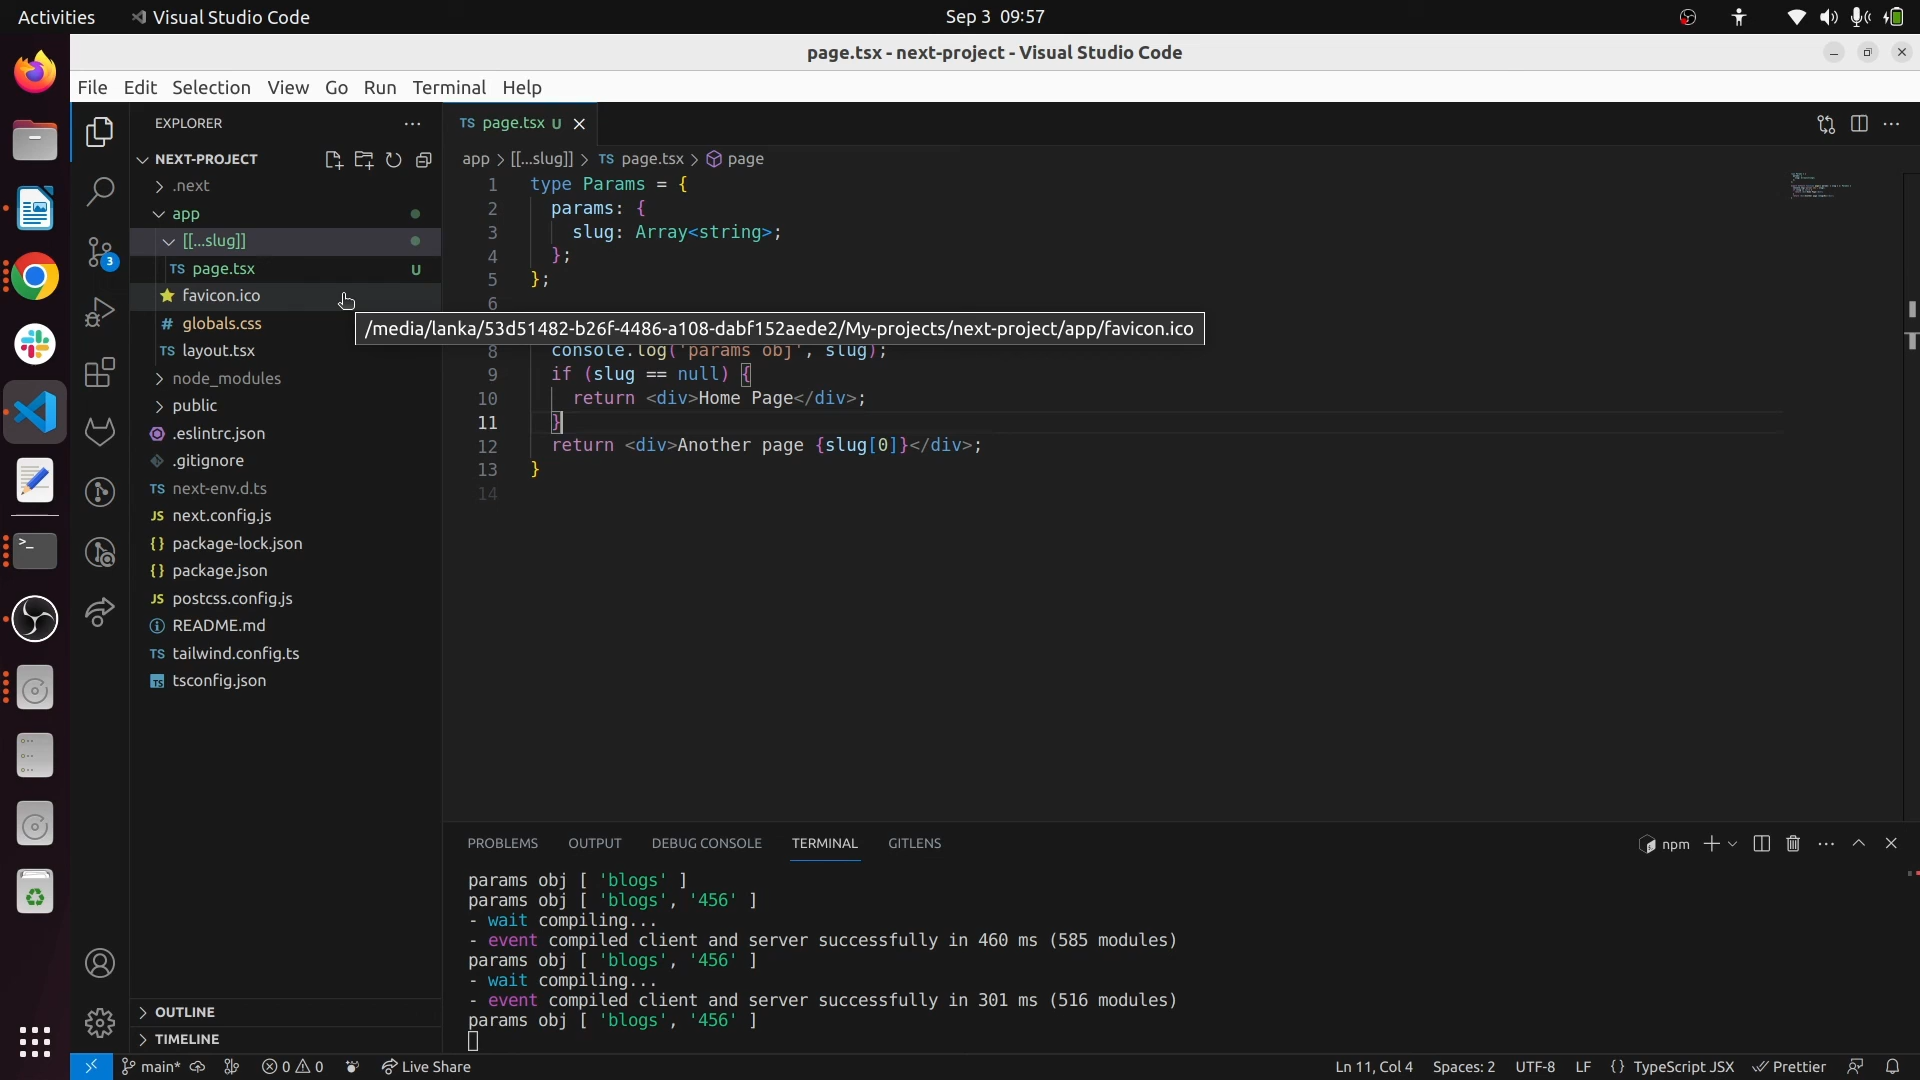 Activities
Visual Studio Code
Sep 3 09:57
page.tsx - next-project - Visual Studio Code
File Edit Selection View Go Run Terminal Help
EXPLORER
NEXT-PROJECT
.next
app
[[...slug]]
TS page.tsx U
favicon.ico
# globals.css
TS layout.tsx
node_modules
public
.eslintrc.json
.gitignore
TS next-env.d.ts
JS next.config.js
{} package-lock.json
{} package.json
JS postcss.config.js
README.md
TS tailwind.config.ts
TS tsconfig.json
OUTLINE
TIMELINE
3
TS page.tsx U
app > [[...slug]] > TS page.tsx > page
1 type Params = {
2 params: {
3 slug: Array<string>;
4 };
5 };
6
/media/lanka/53d51482-b26f-4486-a108-dabf152aede2/My-projects/next-project/app/favicon.ico
8 console.log('params obj', slug);
9 if (slug == null) {
10 return <div>Home Page</div>;
11 }
12 return <div>Another page {slug[0]}</div>;
13 }
14
PROBLEMS OUTPUT DEBUG CONSOLE TERMINAL GITLENS
npm
params obj [ 'blogs' ]
params obj [ 'blogs', '456' ]
- wait compiling...
- event compiled client and server successfully in 460 ms (585 modules)
params obj [ 'blogs', '456' ]
- wait compiling...
- event compiled client and server successfully in 301 ms (516 modules)
params obj [ 'blogs', '456' ]
main* 0 0 Live Share
Ln 11, Col 4 Spaces: 2 UTF-8 LF {} TypeScript JSX Prettier